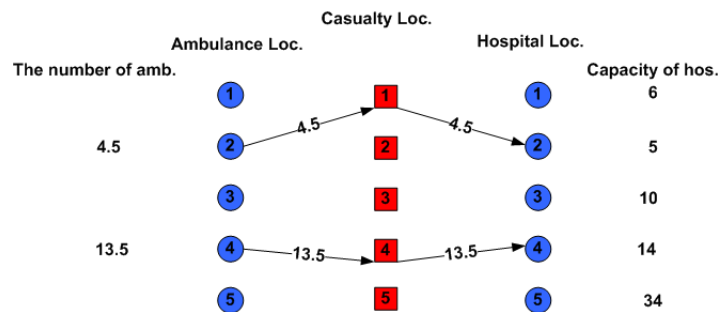 Casualty Loc.
Ambulance Loc.
Hospital Loc.
The number of amb.
Capacity of hos.
1 1 1 6
4.5 4.5
4.5 2 2 2 5
3 3 3 10
13.5 4 13.5 4 13.5 4 14
5 5 5 34